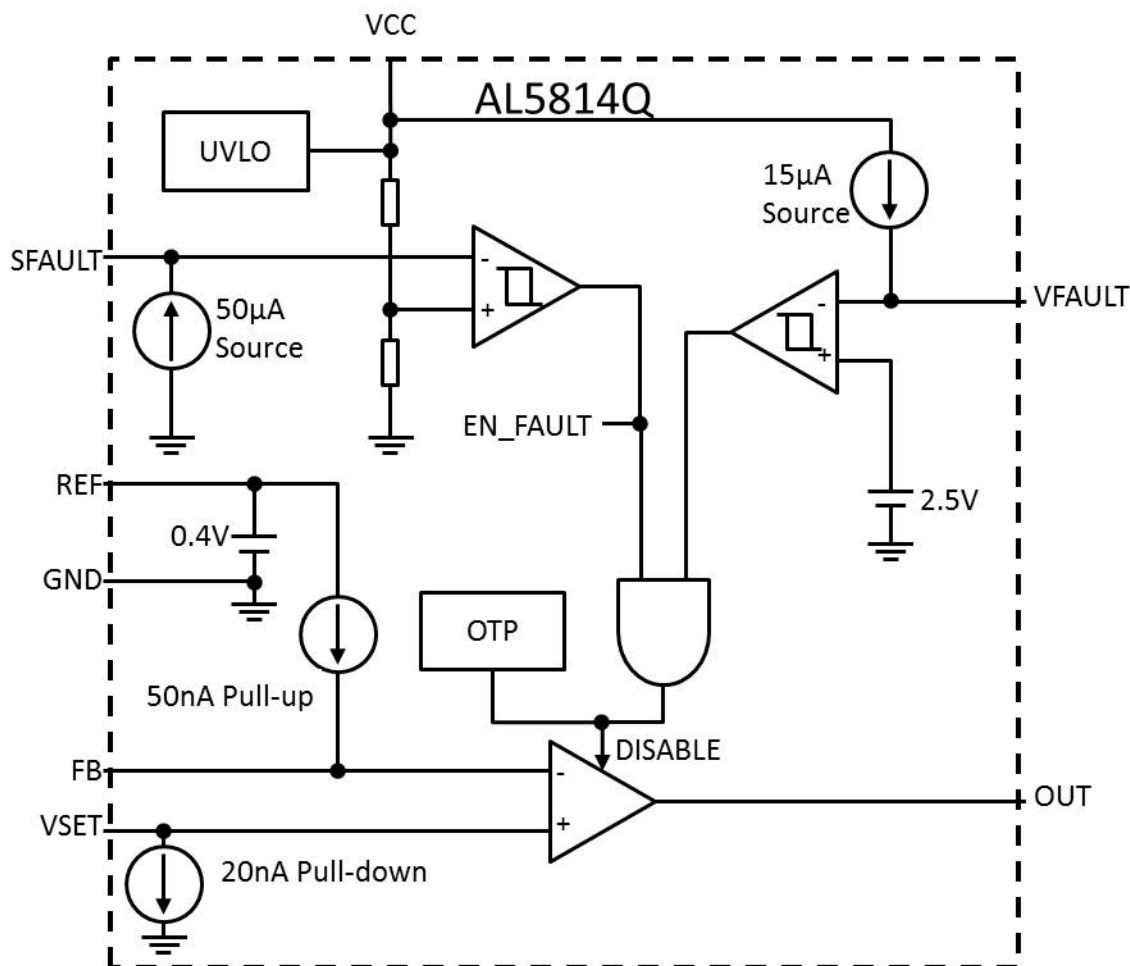 VCC
AL5814Q
UVLO
15µA
Source
SFAULT
-
+
50µA
Source
-
+
VFAULT
EN_FAULT
REF
0.4V
2.5V
GND
OTP
50nA Pull-up
DISABLE
FB
-
VSET
+
OUT
20nA Pull-down